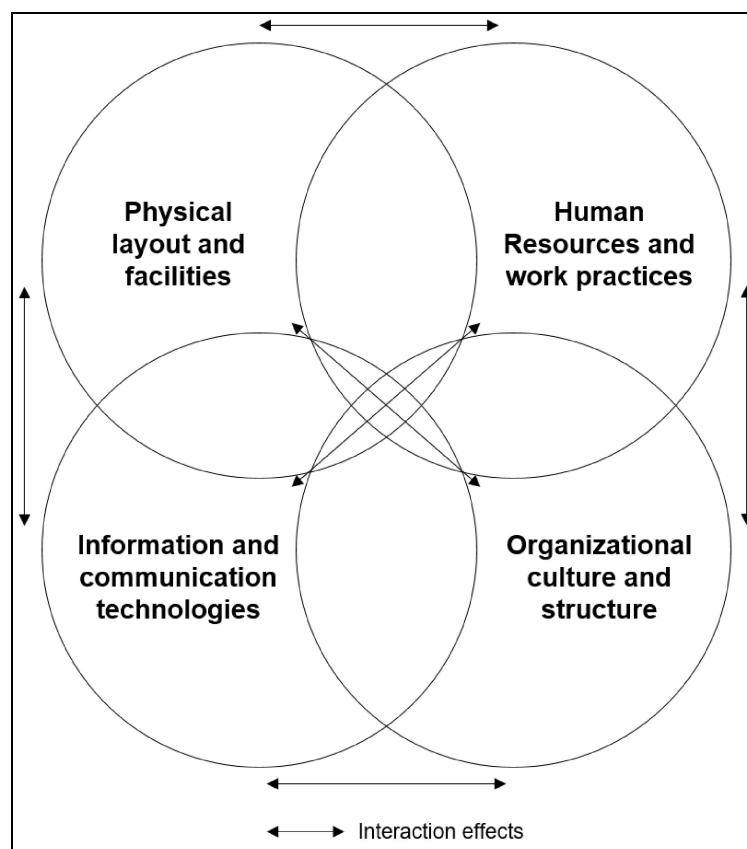 Physical
layout and
facilities
Human
Resources and
work practices
Information and
communication
technologies
Organizational
culture and
structure
Interaction effects